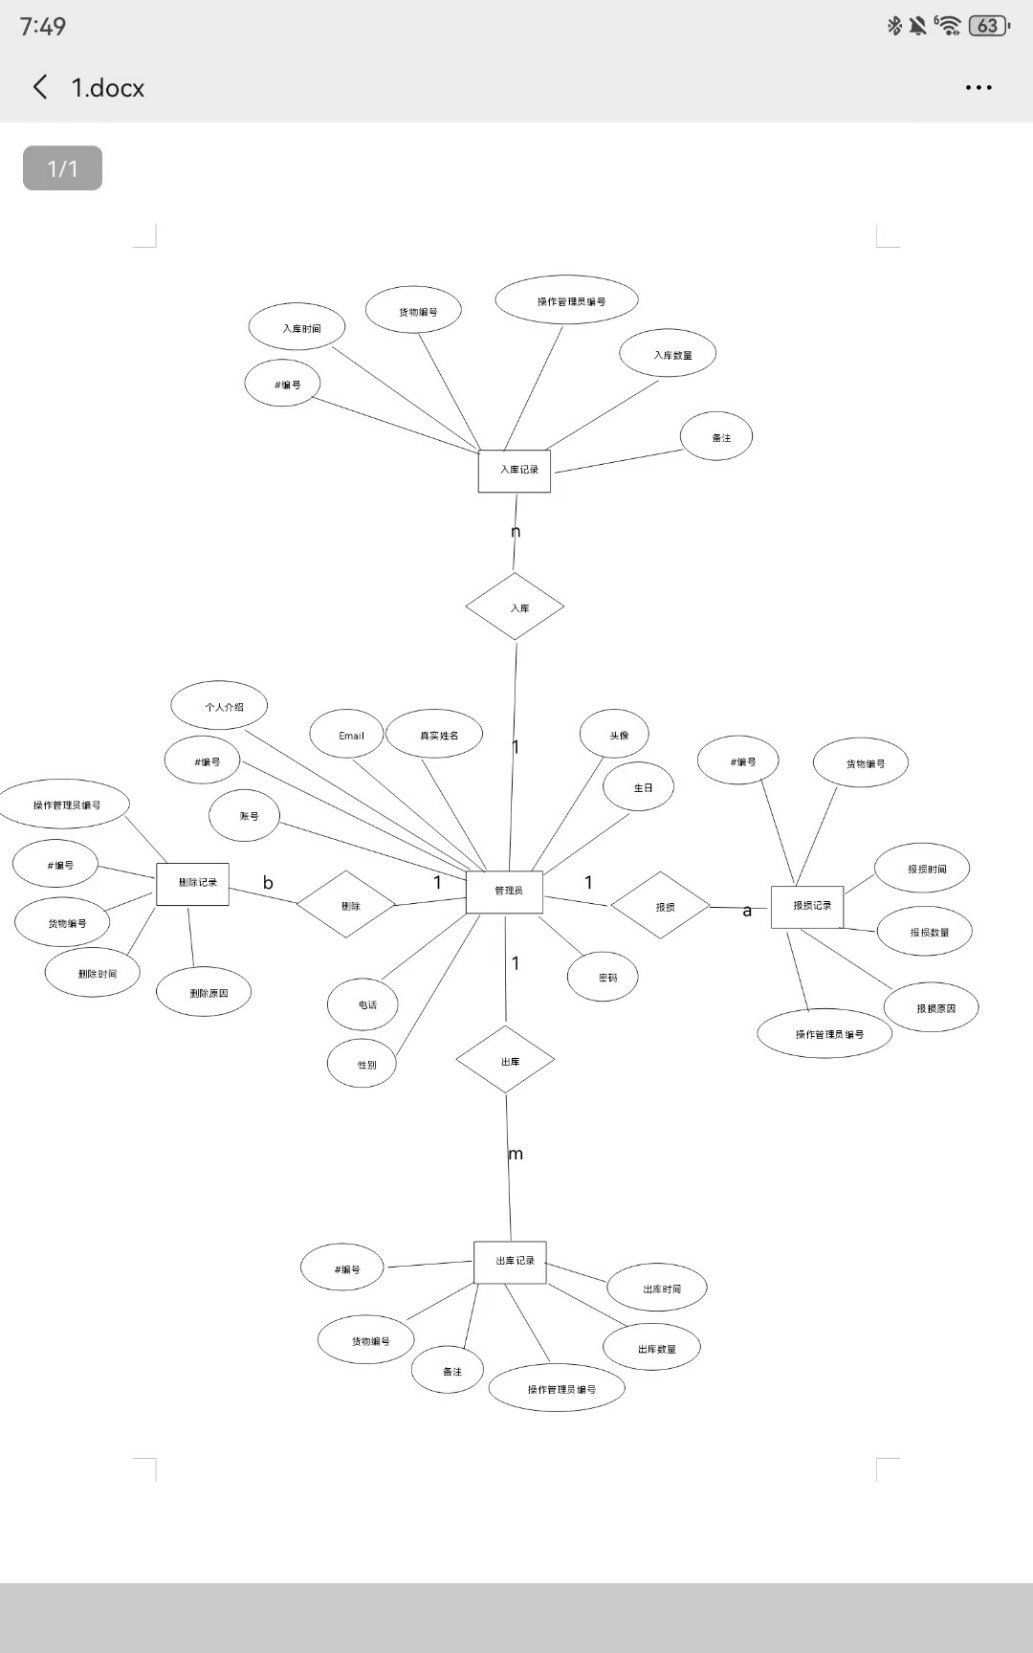 7:49
6
63
1.docx
1/1
操作管理员编号
货物编号
入库时间
入库数量
#编号
备注
入库记录
n
入库
个人介绍
Email
真实姓名
头像
1
#编号
#编号
货物编号
生日
操作管理员编号
账号
#编号
报损时间
删除记录
b
1
管理员
1
删除
报损
a
报损记录
货物编号
报损数量
删除时间
1
密码
删除原因
电话
报损原因
操作管理员编号
出库
性别
m
出库记录
#编号
出库时间
货物编号
出库数量
备注
操作管理员编号